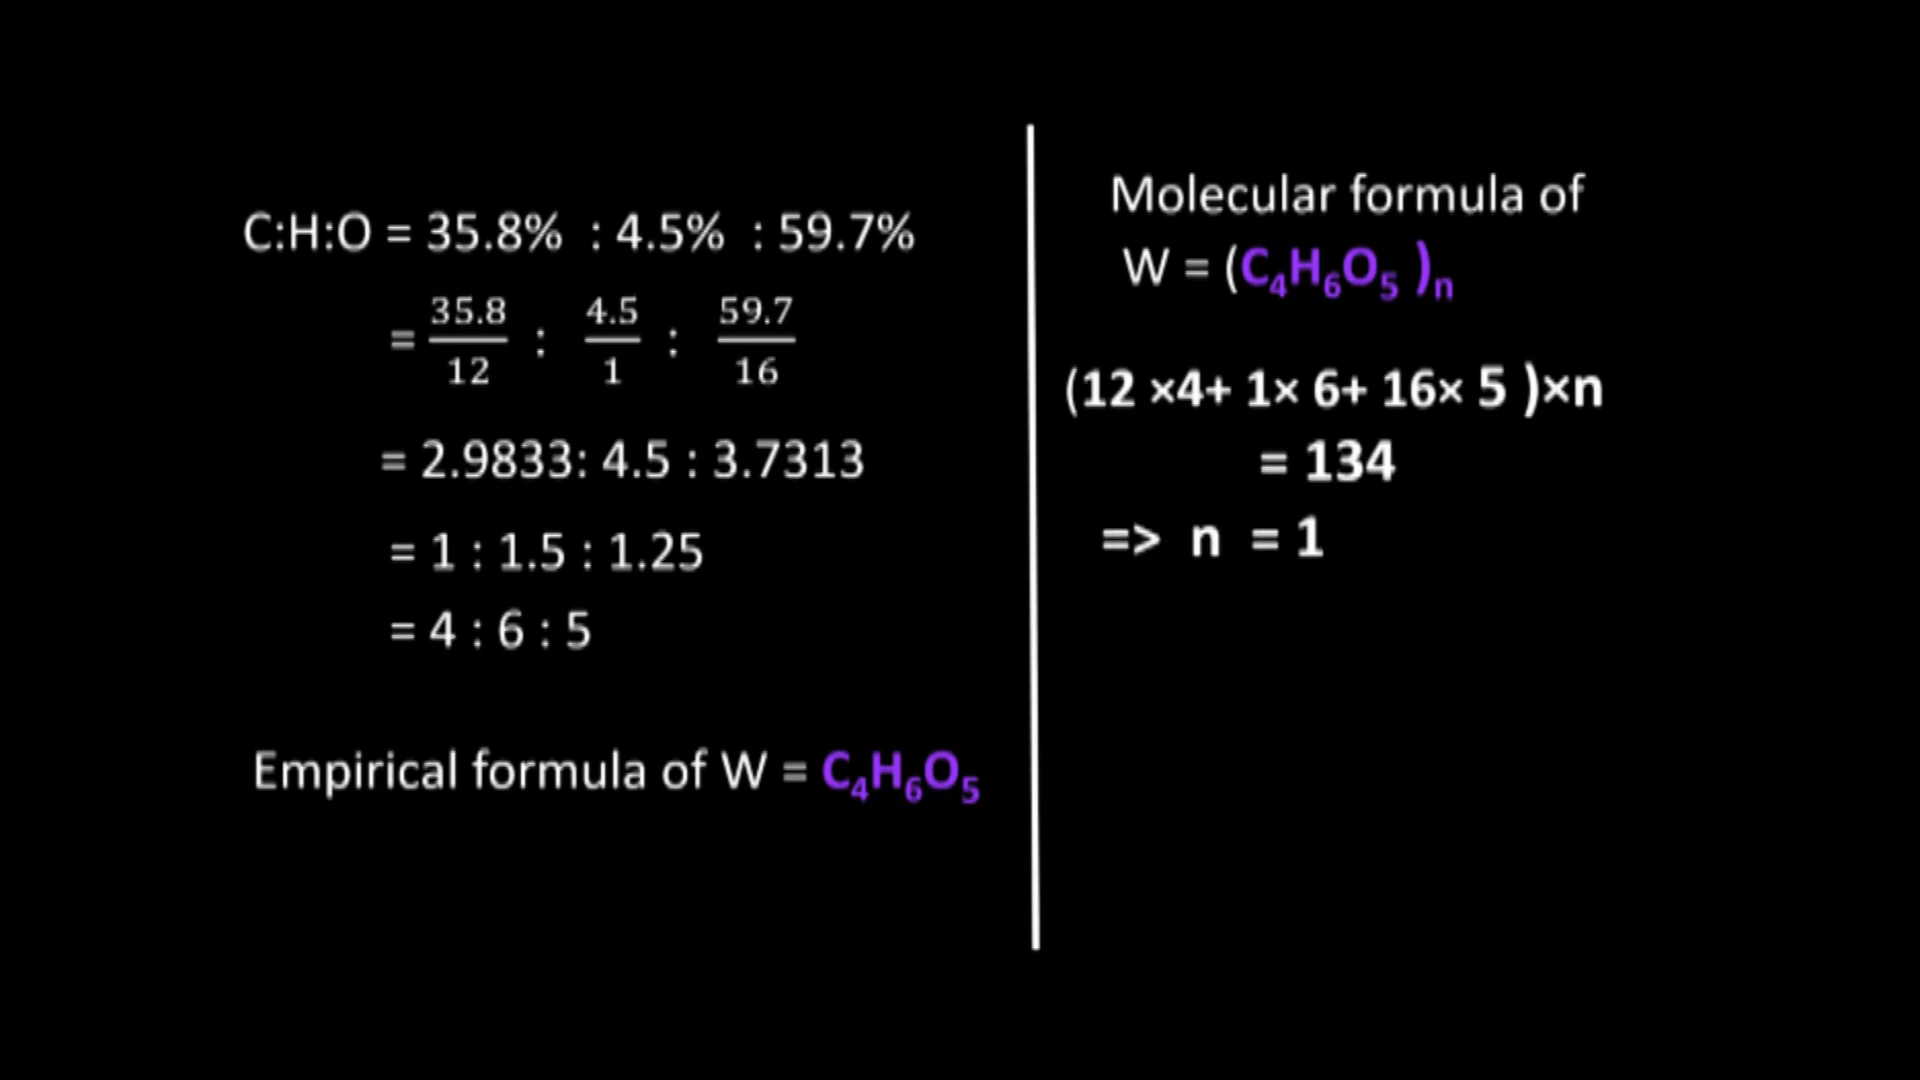 C:H:O = 35.8% : 4.5% : 59.7%
= 35.8/12 : 4.5/1 : 59.7/16
= 2.9833: 4.5 : 3.7313
= 1 : 1.5 : 1.25
= 4 : 6 : 5
Empirical formula of W = C₄H₆O₅
Molecular formula of
W = (C₄H₆O₅ )ₙ
(12 ×4+ 1× 6+ 16× 5 )×n
= 134
=> n = 1